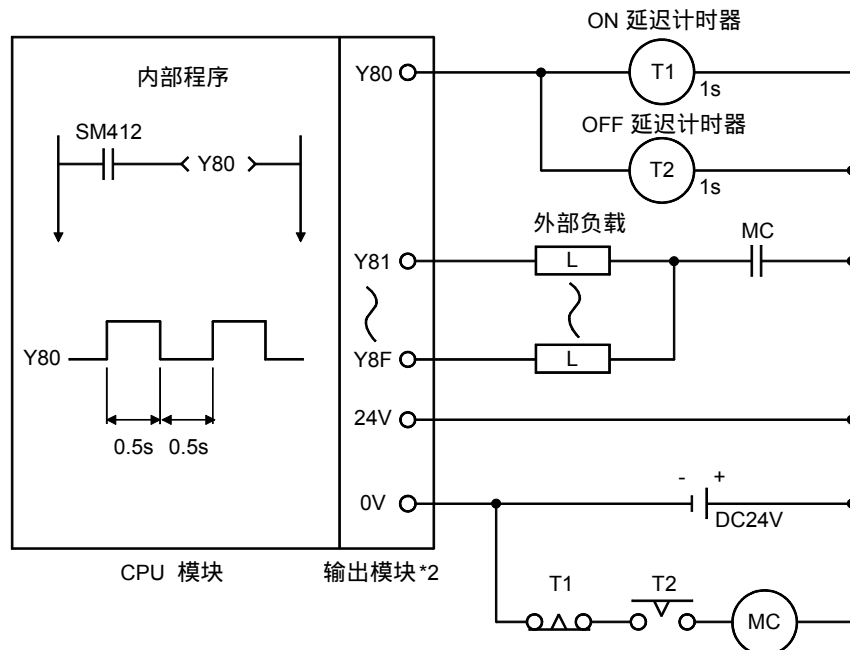 ON 延迟计时器
内部程序
Y80
T1
1s
SM412
OFF 延迟计时器
Y80
T2
1s
外部负载
MC
Y81
L
Y80
Y8F
L
0.5s
0.5s
24V
0V
- +
DC24V
CPU 模块
输出模块*2
T1
T2
MC